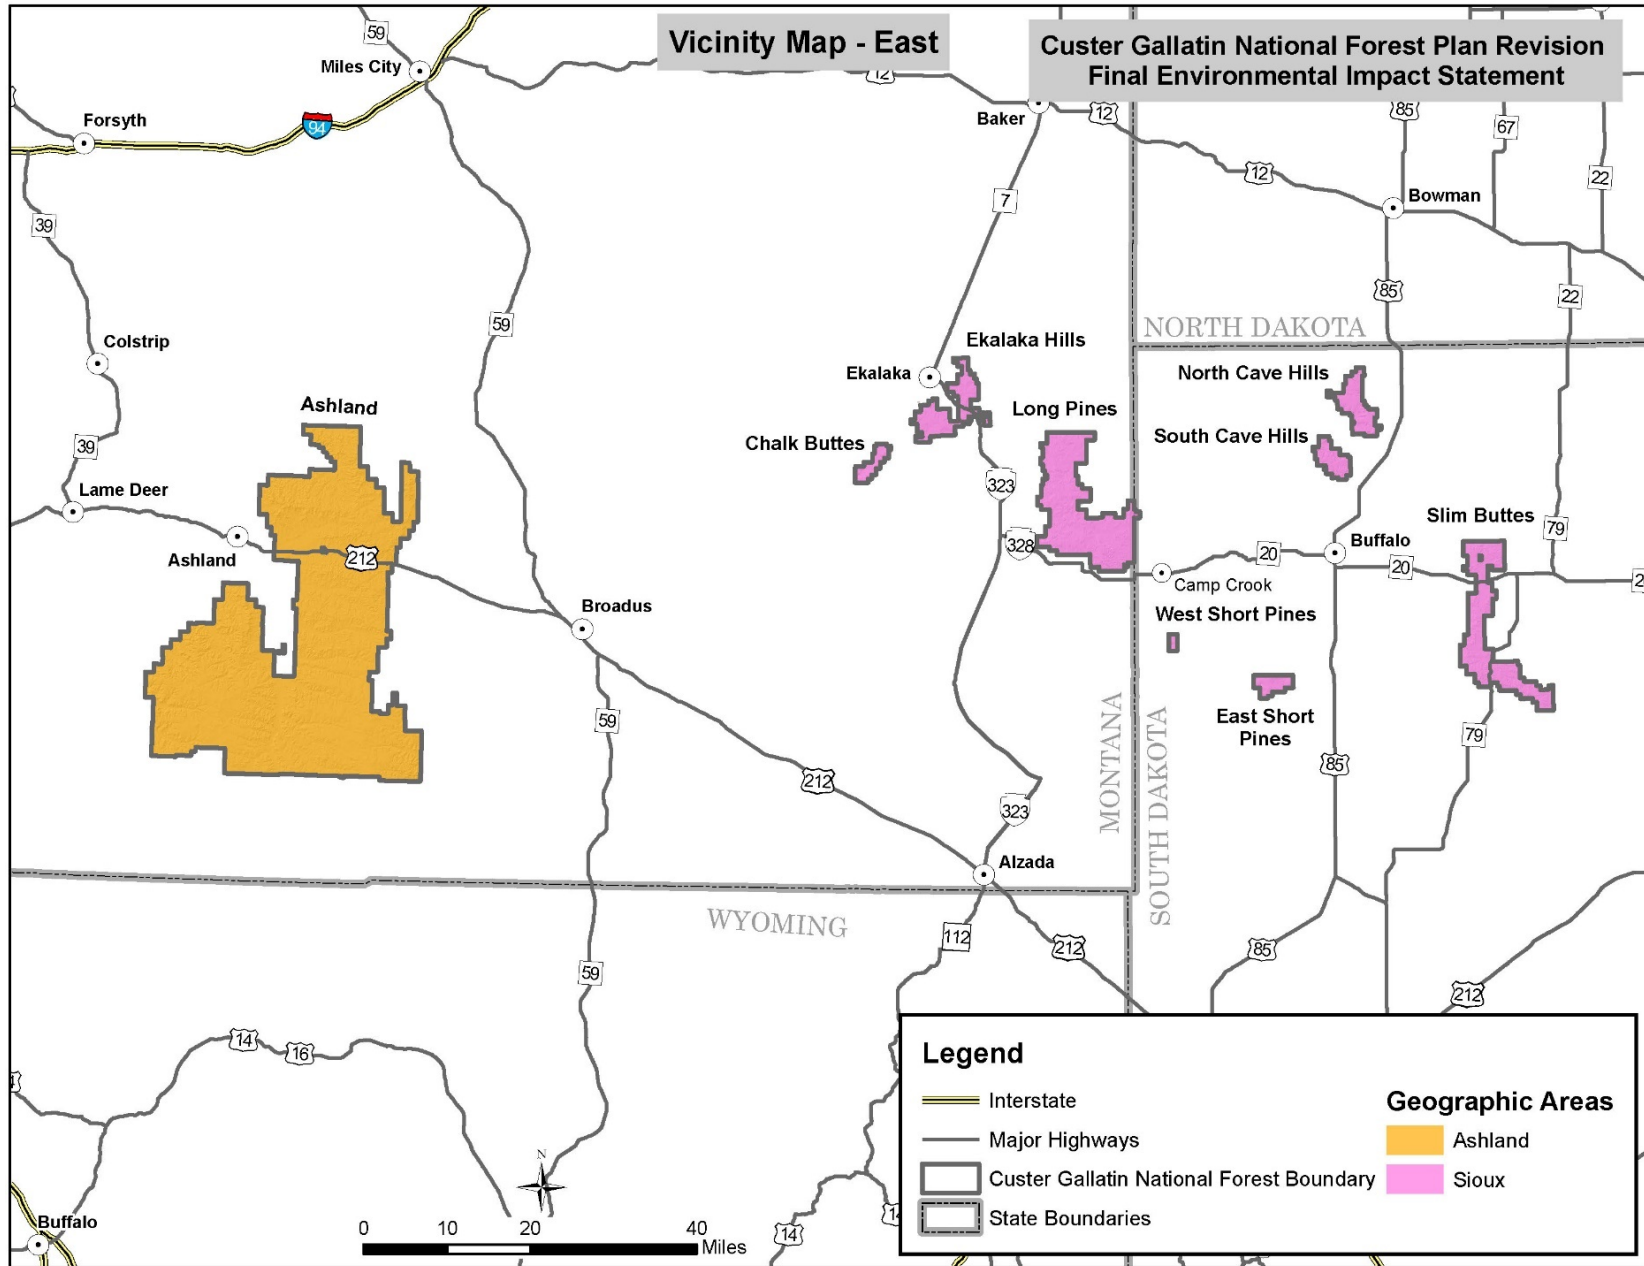 Vicinity Map - East
Custer Gallatin National Forest Plan Revision
Final Environmental Impact Statement
59
Miles City
12
Forsyth
94
Baker
12
85
67
7
12
22
Bowman
39
59
85
22
Colstrip
NORTH DAKOTA
Ekalaka Hills
Ekalaka
North Cave Hills
Ashland
Long Pines
South Cave Hills
Chalk Buttes
39
Lame Deer
323
Slim Buttes
Ashland
212
328
20
Buffalo
79
20
Camp Crook
Broadus
West Short Pines
59
East Short
Pines
MONTANA
SOUTH DAKOTA
79
212
85
323
Alzada
WYOMING
112
212
85
59
212
14
16
Legend
Interstate
Major Highways
Custer Gallatin National Forest Boundary
State Boundaries
Geographic Areas
Ashland
Sioux
N
Buffalo
0 10 20 40
Miles
14